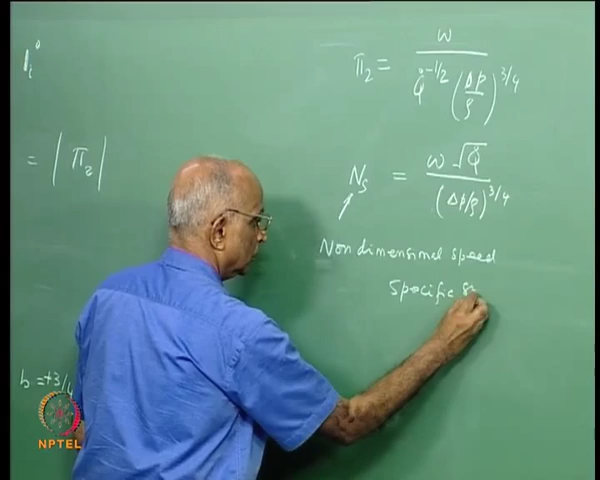 = | π₂ |
b = +3/4
π₂ = ω / Q̇^-1/2 (Δp/ρ)^3/4
Ns = ω √Q̇ / (Δp/ρ)^3/4
Non dimensional speed
Specific s
NPTEL